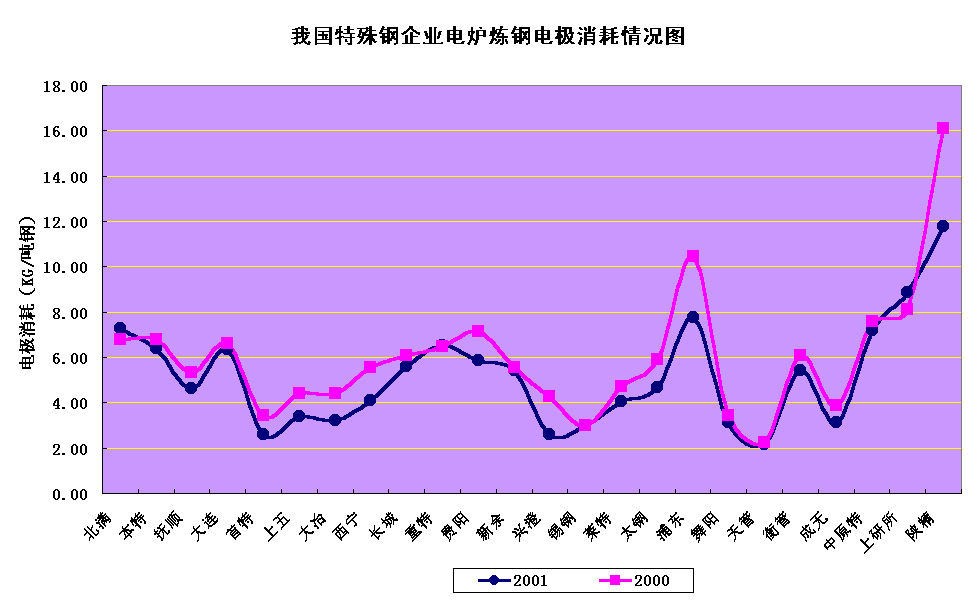 我国特殊钢企业电炉炼钢电极消耗情况图
18.00
16.00
14.00
12.00
10.00
8.00
6.00
4.00
2.00
0.00
电极消耗（KG/吨钢）
北满
本特
抚顺
大连
首特
上五
大冶
西宁
长城
重特
贵阳
新余
兴澄
锡钢
莱特
太钢
浦东
舞阳
天管
衡管
成无
中原特
上研所
陕精
2001
2000